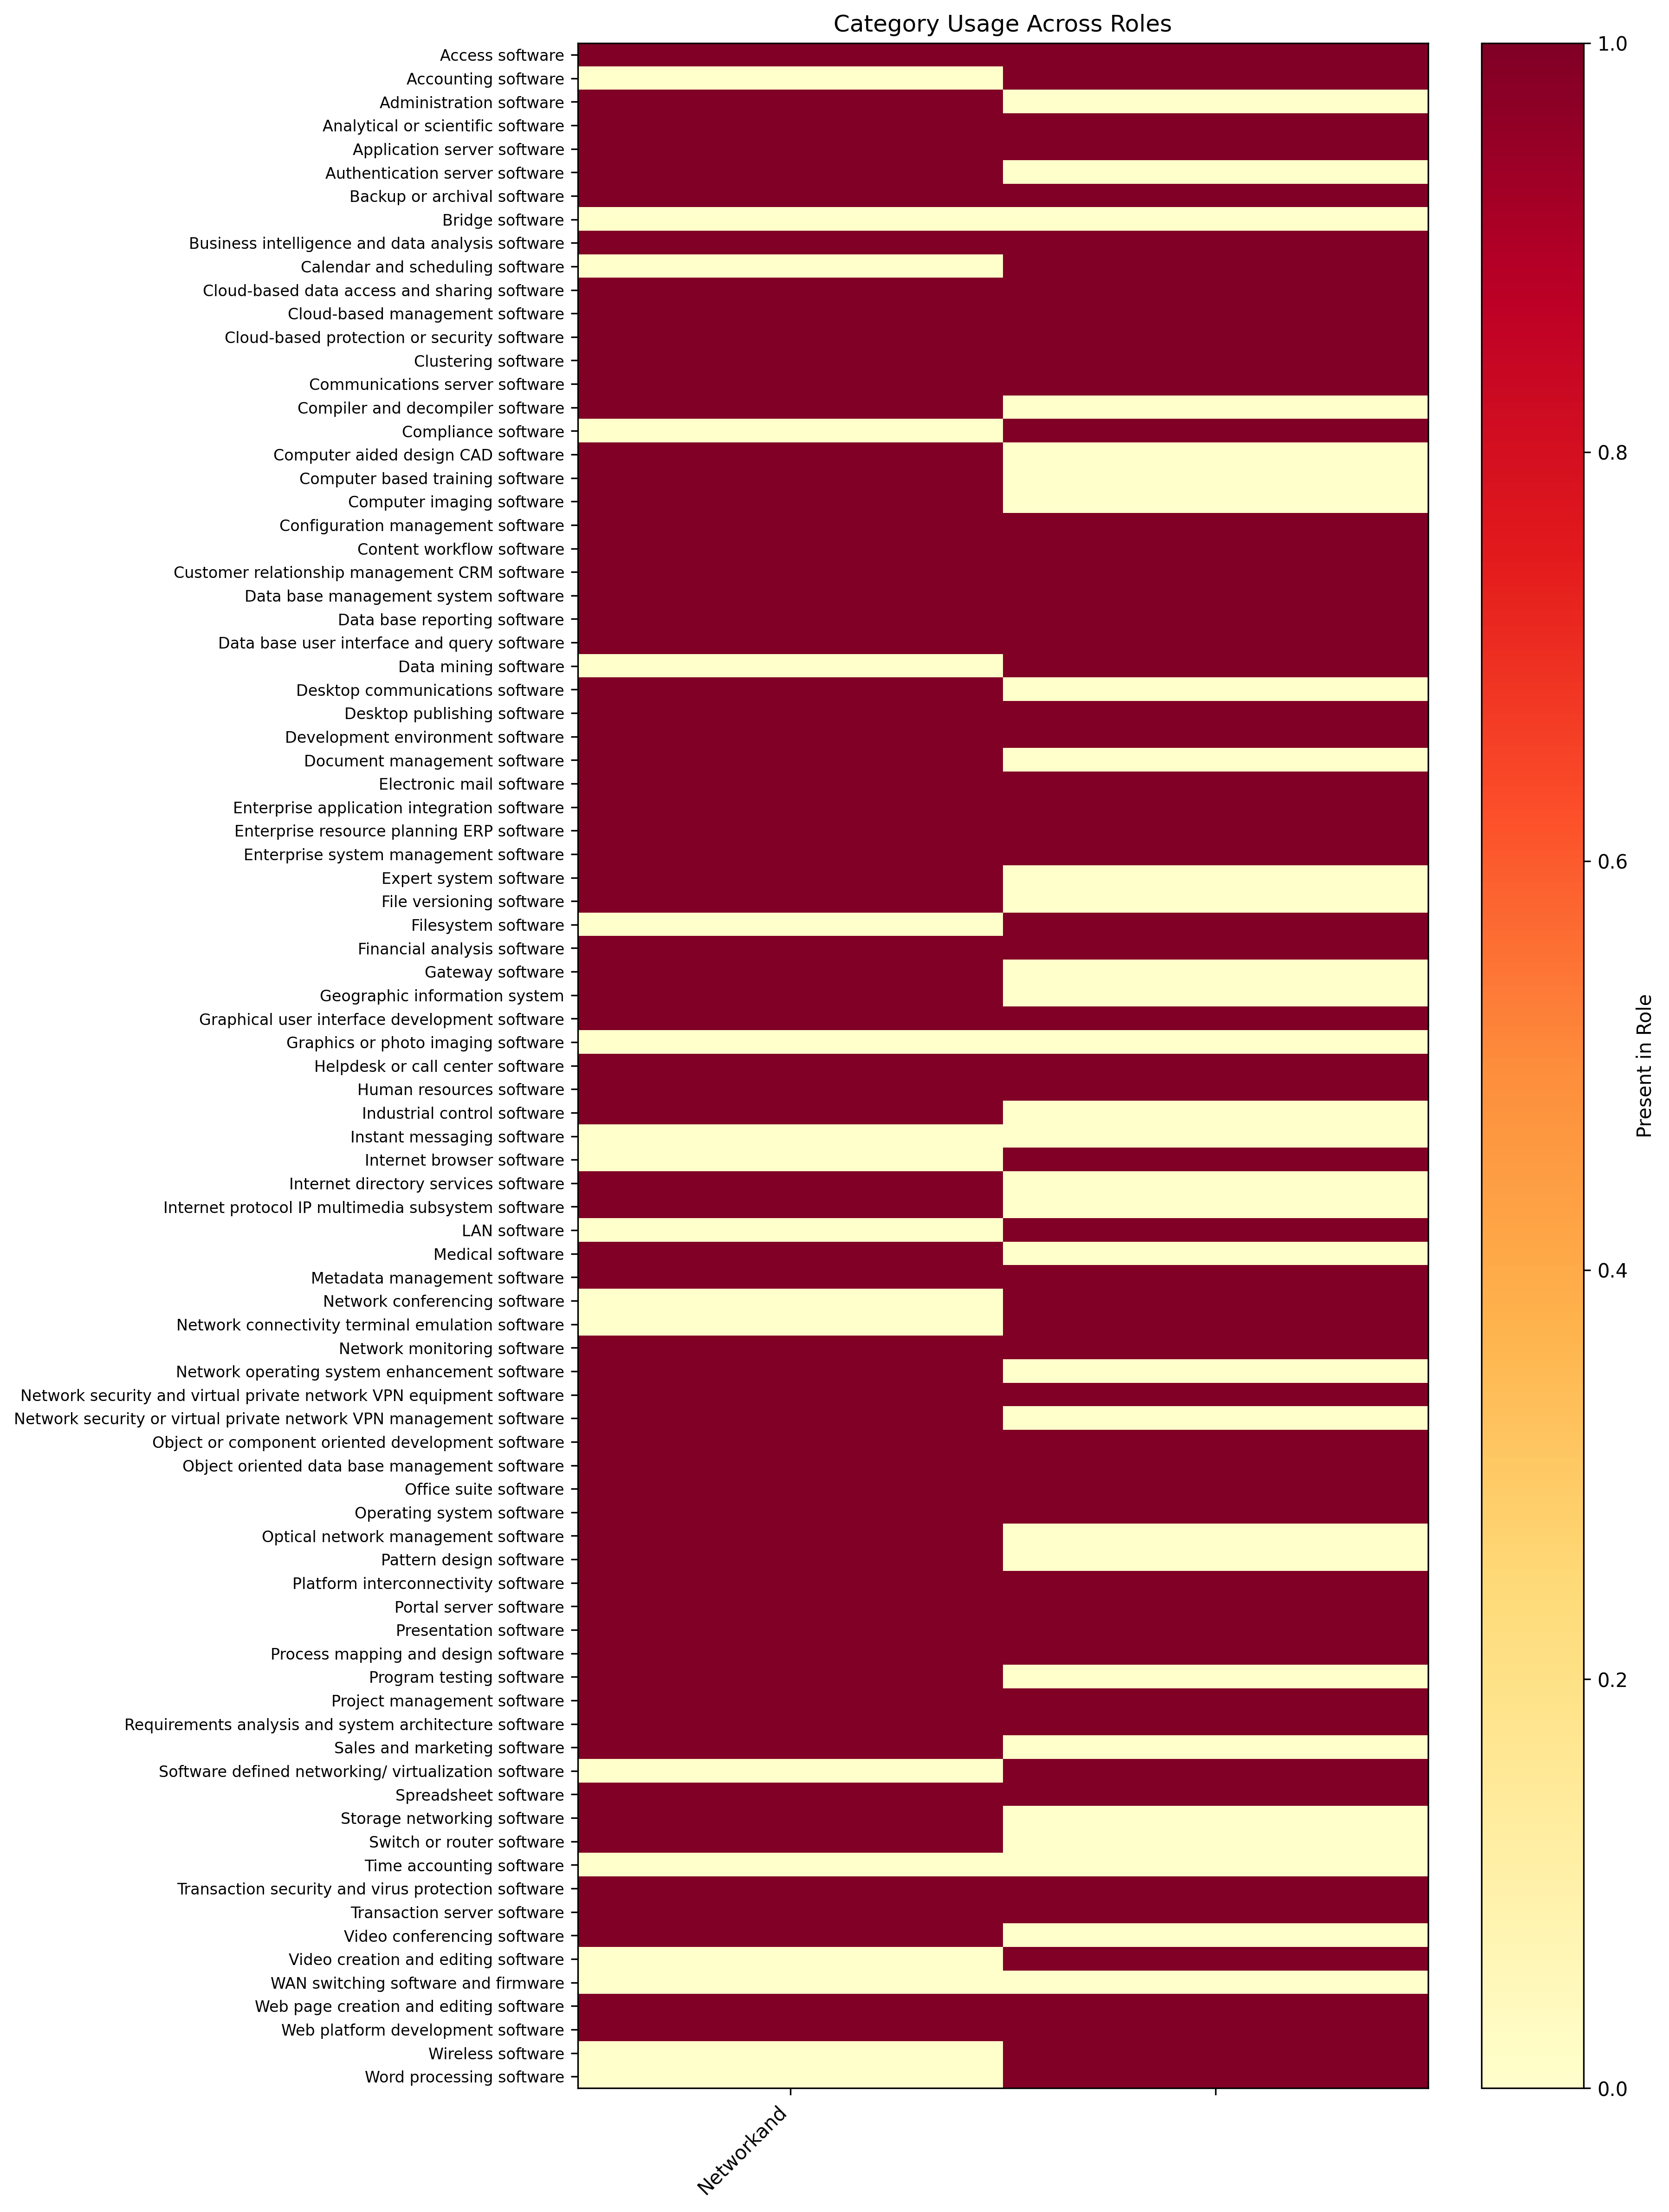 Category Usage Across Roles
Access software
Accounting software
Administration software
Analytical or scientific software
Application server software
Authentication server software
Backup or archival software
Bridge software
Business intelligence and data analysis software
Calendar and scheduling software
Cloud-based data access and sharing software
Cloud-based management software
Cloud-based protection or security software
Clustering software
Communications server software
Compiler and decompiler software
Compliance software
Computer aided design CAD software
Computer based training software
Computer imaging software
Configuration management software
Content workflow software
Customer relationship management CRM software
Data base management system software
Data base reporting software
Data base user interface and query software
Data mining software
Desktop communications software
Desktop publishing software
Development environment software
Document management software
Electronic mail software
Enterprise application integration software
Enterprise resource planning ERP software
Enterprise system management software
Expert system software
File versioning software
Filesystem software
Financial analysis software
Gateway software
Geographic information system
Graphical user interface development software
Graphics or photo imaging software
Helpdesk or call center software
Human resources software
Industrial control software
Instant messaging software
Internet browser software
Internet directory services software
Internet protocol IP multimedia subsystem software
LAN software
Medical software
Metadata management software
Network conferencing software
Network connectivity terminal emulation software
Network monitoring software
Network operating system enhancement software
Network security and virtual private network VPN equipment software
Network security or virtual private network VPN management software
Object or component oriented development software
Object oriented data base management software
Office suite software
Operating system software
Optical network management software
Pattern design software
Platform interconnectivity software
Portal server software
Presentation software
Process mapping and design software
Program testing software
Project management software
Requirements analysis and system architecture software
Sales and marketing software
Software defined networking/ virtualization software
Spreadsheet software
Storage networking software
Switch or router software
Time accounting software
Transaction security and virus protection software
Transaction server software
Video conferencing software
Video creation and editing software
WAN switching software and firmware
Web page creation and editing software
Web platform development software
Wireless software
Word processing software
Networkand
1.0
0.8
0.6
0.4
0.2
0.0
Present in Role